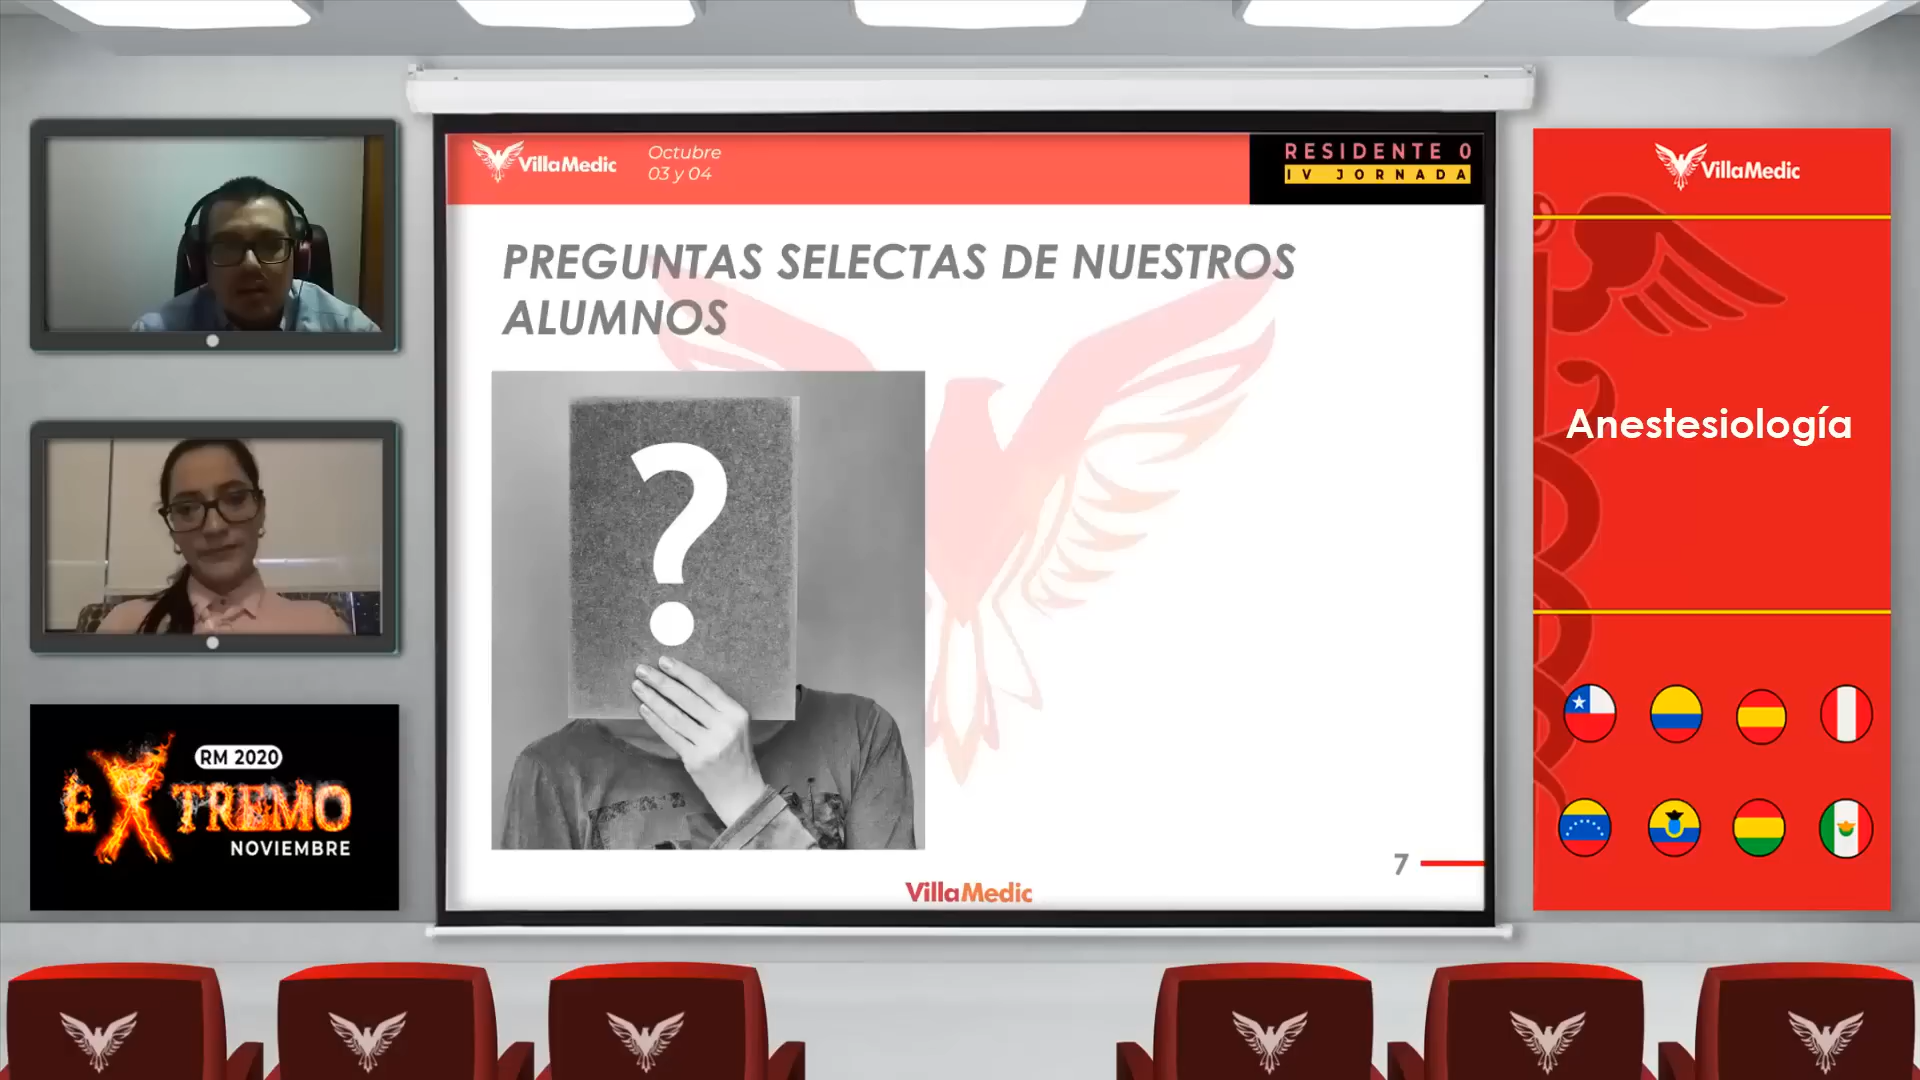 VillaMedic
Octubre
03 y 04
RESIDENTE 0
IV JORNADA
PREGUNTAS SELECTAS DE NUESTROS
ALUMNOS
?
7
VillaMedic
RM 2020
EXTREMO
NOVIEMBRE
VillaMedic
Anestesiología